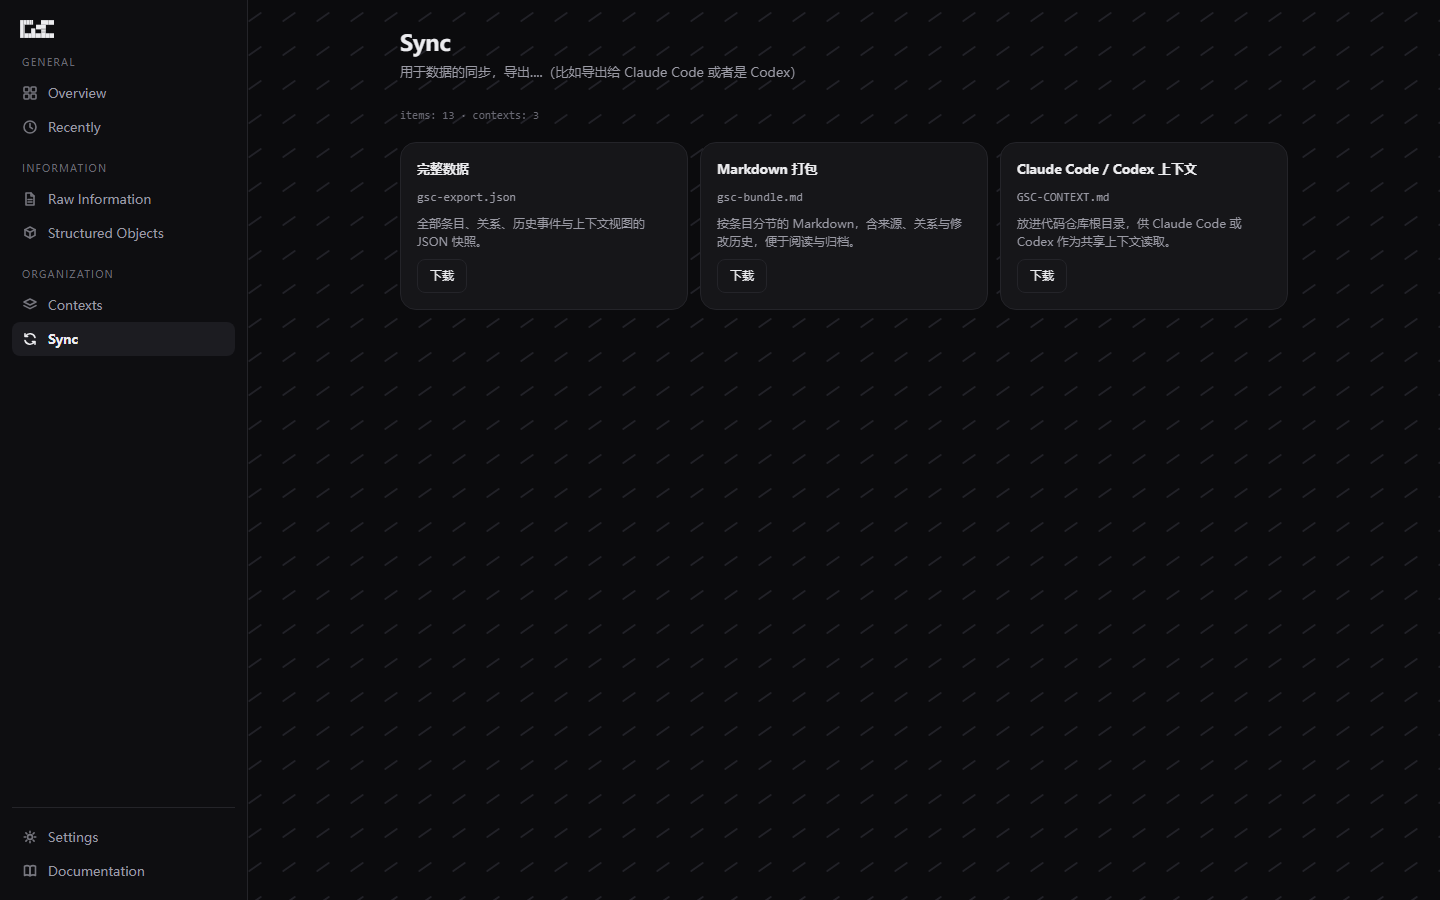 GSC
GENERAL
Overview
Recently
INFORMATION
Raw Information
Structured Objects
ORGANIZATION
Contexts
Sync
Settings
Documentation
Sync
用于数据的同步，导出....（比如导出给 Claude Code 或者是 Codex）
items: 13 • contexts: 3
完整数据
gsc-export.json
全部条目、关系、历史事件与上下文视图的
JSON 快照。
下载
Markdown 打包
gsc-bundle.md
按条目分节的 Markdown，含来源、关系与修
改历史，便于阅读与归档。
下载
Claude Code / Codex 上下文
GSC-CONTEXT.md
放进代码仓库根目录，供 Claude Code 或
Codex 作为共享上下文读取。
下载